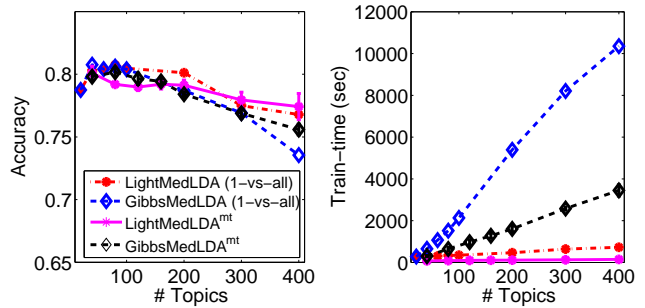 Accuracy
0.8
0.75
0.7
0.65
LightMedLDA (1−vs−all)
GibbsMedLDA (1−vs−all)
LightMedLDA^mt
GibbsMedLDA^mt
100 200 300 400
# Topics
Train−time (sec)
12000
10000
8000
6000
4000
2000
0
100 200 300 400
# Topics